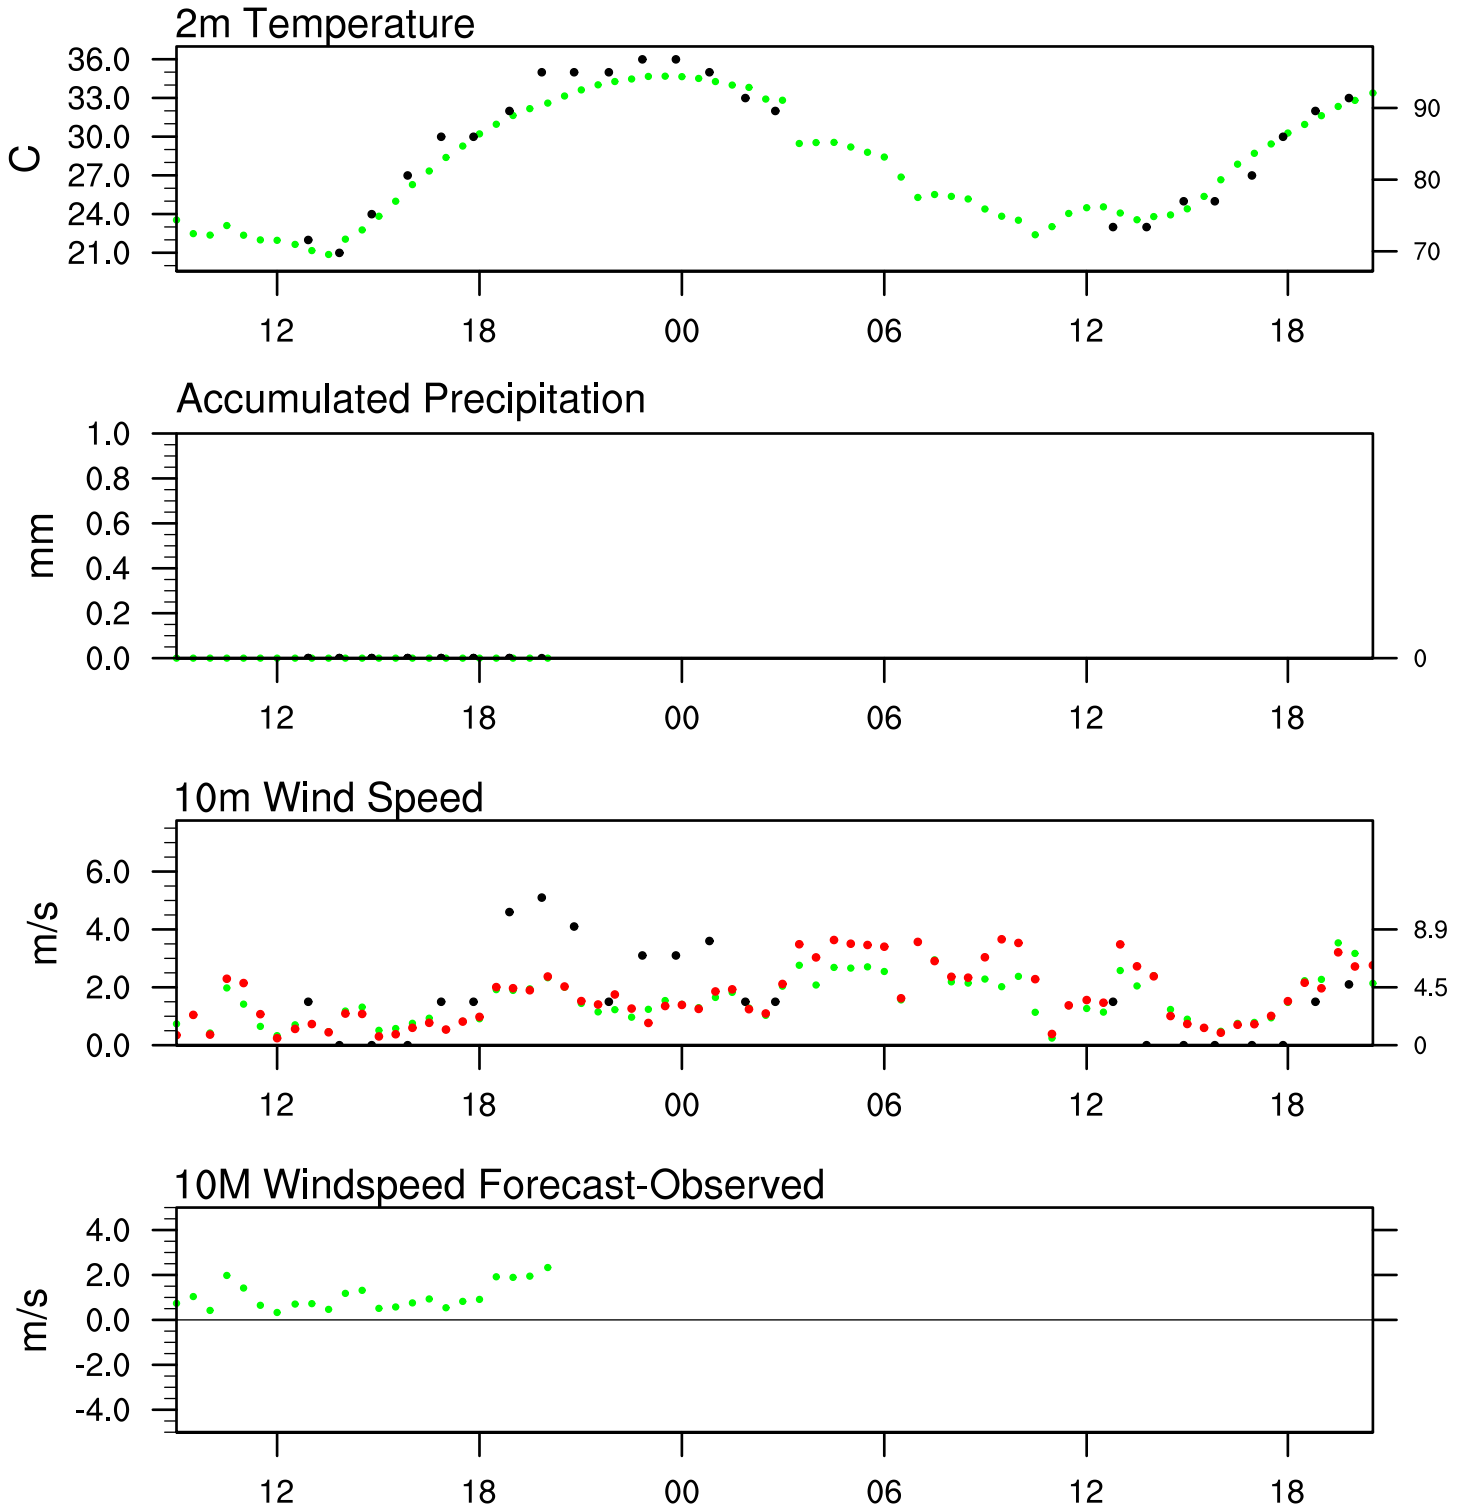 2m Temperature
36.0
33.0
30.0
27.0
24.0
21.0
C
90
80
70
12 18 00 06 12 18
Accumulated Precipitation
1.0
0.8
0.6
0.4
0.2
0.0
mm
0
12 18 00 06 12 18
10m Wind Speed
6.0
4.0
2.0
0.0
m/s
8.9
4.5
0
12 18 00 06 12 18
10M Windspeed Forecast-Observed
4.0
2.0
0.0
-2.0
-4.0
m/s
12 18 00 06 12 18